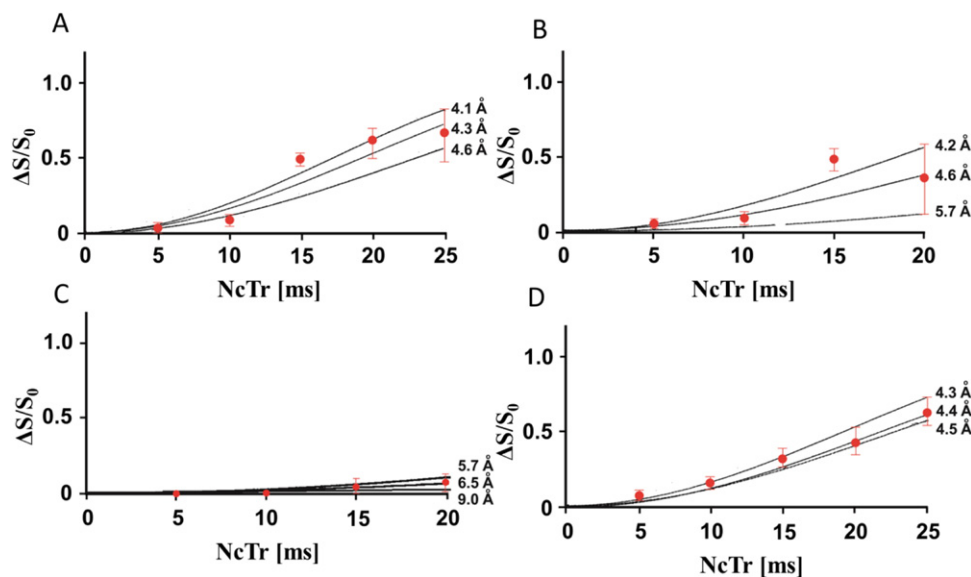 A
ΔS/S₀
1.0
0.5
0
4.1 Å
4.3 Å
4.6 Å
0 5 10 15 20 25
NcTr [ms]
B
ΔS/S₀
1.0
0.5
0
4.2 Å
4.6 Å
5.7 Å
0 5 10 15 20
NcTr [ms]
C
ΔS/S₀
1.0
0.5
0
5.7 Å
6.5 Å
9.0 Å
0 5 10 15 20
NcTr [ms]
D
ΔS/S₀
1.0
0.5
0
4.3 Å
4.4 Å
4.5 Å
0 5 10 15 20 25
NcTr [ms]